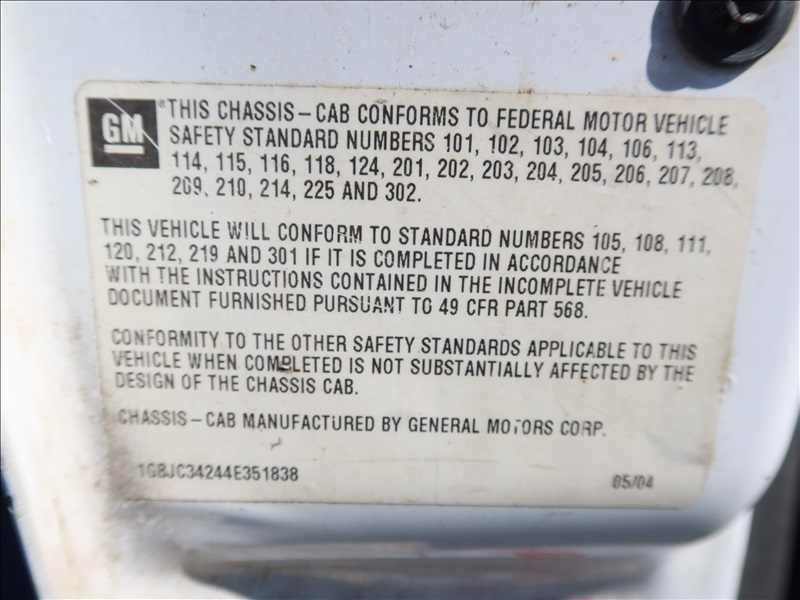 GM
®THIS CHASSIS-CAB CONFORMS TO FEDERAL MOTOR VEHICLE
SAFETY STANDARD NUMBERS 101, 102, 103, 104, 106, 113,
114, 115, 116, 118, 124, 201, 202, 203, 204, 205, 206, 207, 208,
209, 210, 214, 225 AND 302.
THIS VEHICLE WILL CONFORM TO STANDARD NUMBERS 105, 108, 111,
120, 212, 219 AND 301 IF IT IS COMPLETED IN ACCORDANCE
WITH THE INSTRUCTIONS CONTAINED IN THE INCOMPLETE VEHICLE
DOCUMENT FURNISHED PURSUANT TO 49 CFR PART 568.
CONFORMITY TO THE OTHER SAFETY STANDARDS APPLICABLE TO THIS
VEHICLE WHEN COMPLETED IS NOT SUBSTANTIALLY AFFECTED BY THE
DESIGN OF THE CHASSIS CAB.
CHASSIS-CAB MANUFACTURED BY GENERAL MOTORS CORP.
1GBJC34244E351838 05/04